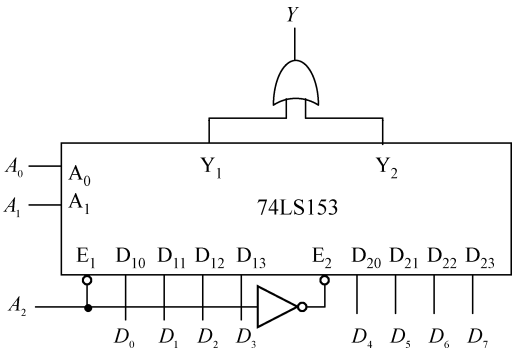 Y
Y₁ Y₂
A₀ A₀
A₁ A₁
74LS153
E₁ D₁₀ D₁₁ D₁₂ D₁₃ E₂ D₂₀ D₂₁ D₂₂ D₂₃
A₂
D₀ D₁ D₂ D₃ D₄ D₅ D₆ D₇